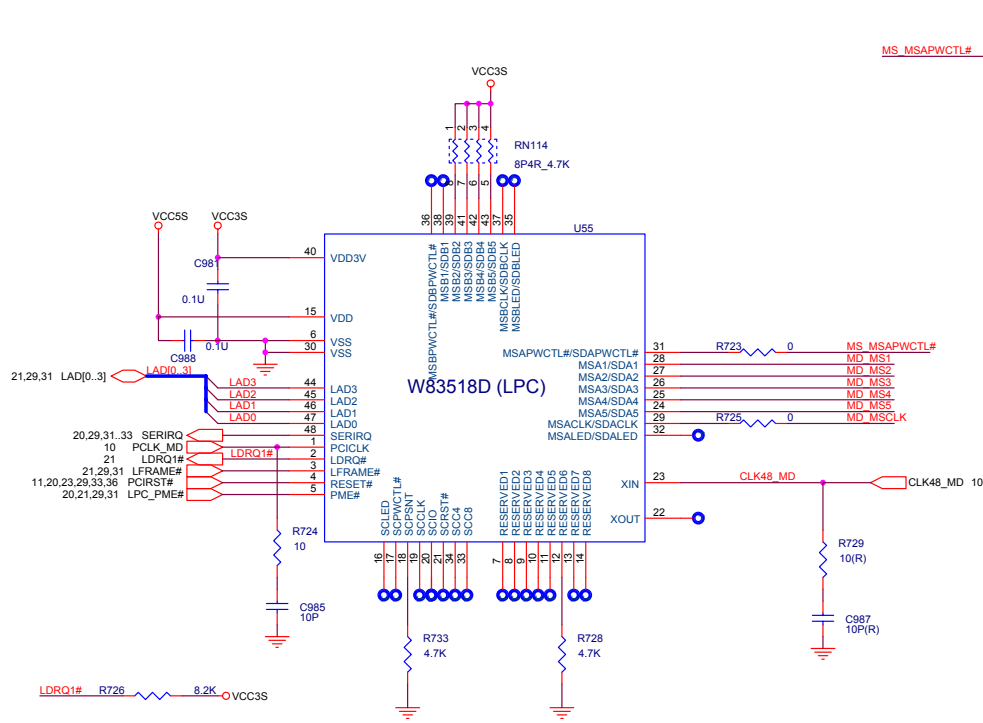 MS_MSAPWCTL#
VCC3S
1 2 3 4
RN114
8P4R_4.7K
8 7 6 5
36 38 39 41 42 43 37 35
VCC5S VCC3S
U55
C981
0.1U
40 VDD3V
15 VDD
6 VSS
30 VSS
C988
0.1U
MSBPWCTL#/SDBPWCTL#
MSB1/SDB1
MSB2/SDB2
MSB3/SDB3
MSB4/SDB4
MSB5/SDB5
MSBCLK/SDBCLK
MSBLED/SDBLED
W83518D (LPC)
21,29,31 LAD[0..3] LAD[0..3]
LAD3 44 LAD3
LAD2 45 LAD2
LAD1 46 LAD1
LAD0 47 LAD0
20,29,31..33 SERIRQ 48 SERIRQ
10 PCLK_MD 1 PCICLK
21 LDRQ1# LDRQ1# 2 LDRQ#
21,29,31 LFRAME# 3 LFRAME#
11,20,23,29,33,36 PCIRST# 4 RESET#
20,21,29,31 LPC_PME# 5 PME#
MSAPWCTL#/SDAPWCTL# 31 R723 0 MS_MSAPWCTL#
MSA1/SDA1 28 MD_MS1
MSA2/SDA2 27 MD_MS2
MSA3/SDA3 26 MD_MS3
MSA4/SDA4 25 MD_MS4
MSA5/SDA5 24 MD_MS5
MSACLK/SDACLK 29 R725 0 MD_MSCLK
MSALED/SDALED 32
XIN 23 CLK48_MD CLK48_MD 10
XOUT 22
SCLED
SCPWCTL#
SCPSNT
SCCLK
SCIO
SCRST#
SCC4
SCC8
RESERVED1
RESERVED2
RESERVED3
RESERVED4
RESERVED5
RESERVED6
RESERVED7
RESERVED8
16 17 18 19 20 21 34 33
7 8 9 10 11 12 13 14
R724
10
C985
10P
R729
10(R)
C987
10P(R)
R733
4.7K
R728
4.7K
LDRQ1# R726 8.2K VCC3S